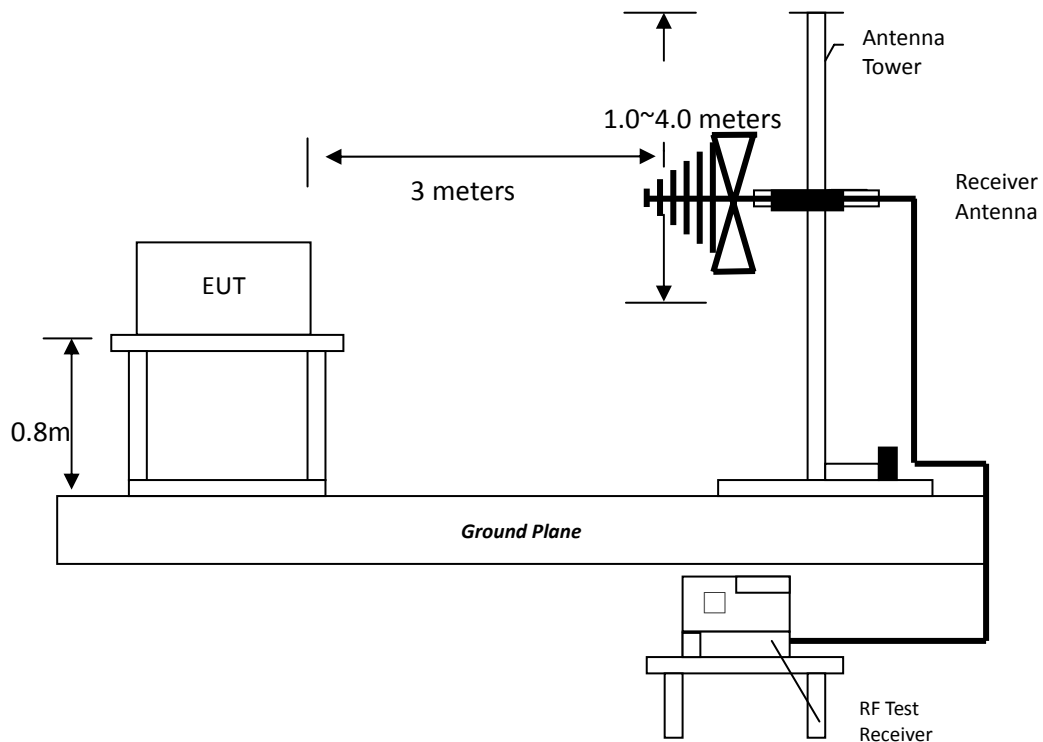 Antenna
Tower
1.0~4.0 meters
3 meters
Receiver
Antenna
EUT
0.8m
Ground Plane
RF Test
Receiver